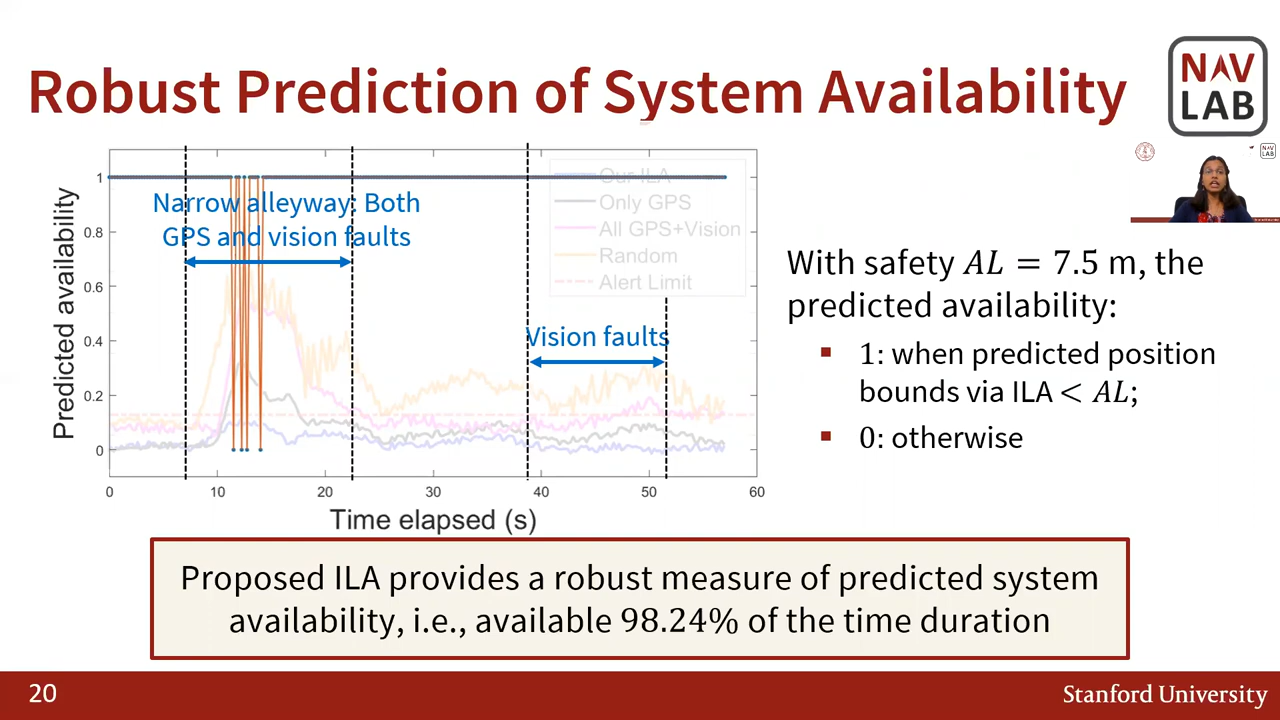 Robust Prediction of System Availability
NAV
LAB
NAV
LAB
Predicted availability
1
0.8
0.6
0.4
0.2
0
Narrow alleyway: Both
GPS and vision faults
Vision faults
Our ILA
Only GPS
All GPS+Vision
Random
Alert Limit
0
10
20
30
40
50
60
Time elapsed (s)
With safety AL = 7.5 m, the
predicted availability:
▪ 1: when predicted position
bounds via ILA < AL;
▪ 0: otherwise
Proposed ILA provides a robust measure of predicted system
availability, i.e., available 98.24% of the time duration
20
Stanford University